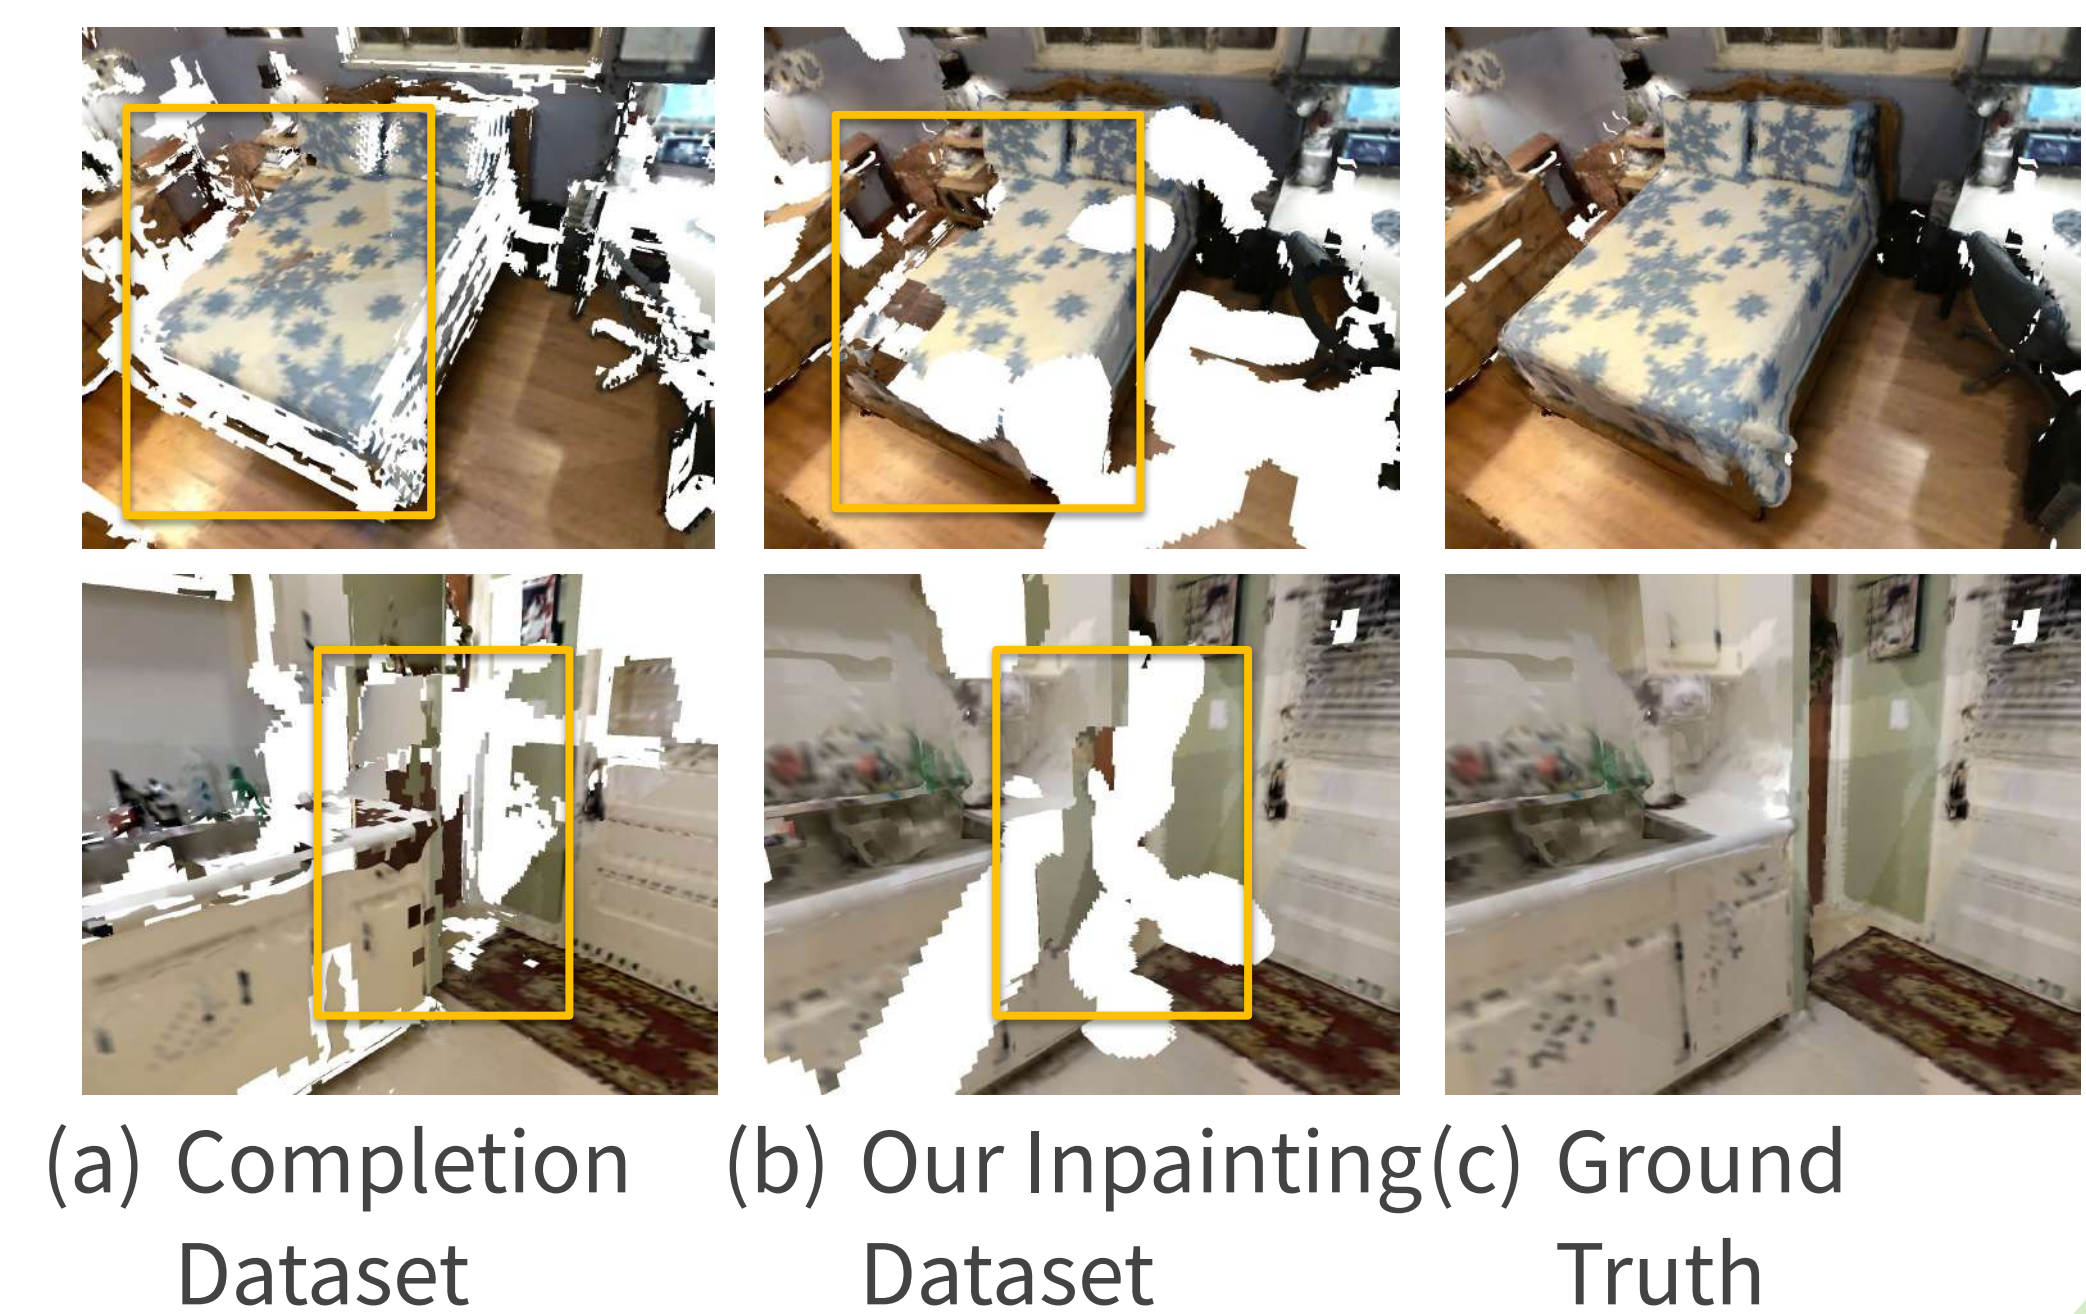 (a) Completion
Dataset
(b) Our Inpainting
Dataset
(c) Ground
Truth